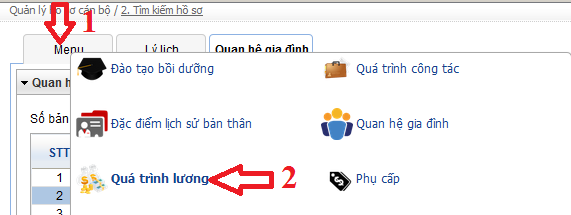 Quản lý hồ sơ cán bộ / 2. Tìm kiếm hồ sơ
1
Menu Lý lịch Quan hệ gia đình
Quan h
Đào tạo bồi dưỡng Quá trình công tác
Số bản
Đặc điểm lịch sử bản thân Quan hệ gia đình
STT
1
Quá trình lương 2 Phụ cấp
2
3